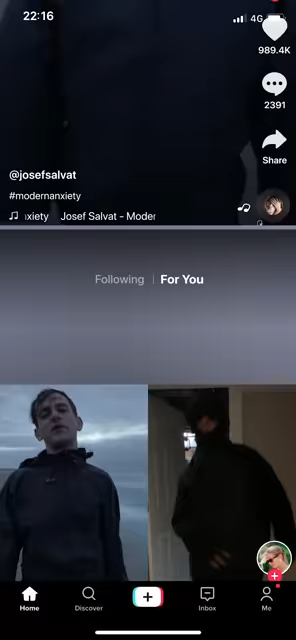 22:16
4G
989.4K
2391
Share
@josefsalvat
#modernanxiety
xiety Josef Salvat - Moder
Following | For You
Home
Discover
Inbox
Me